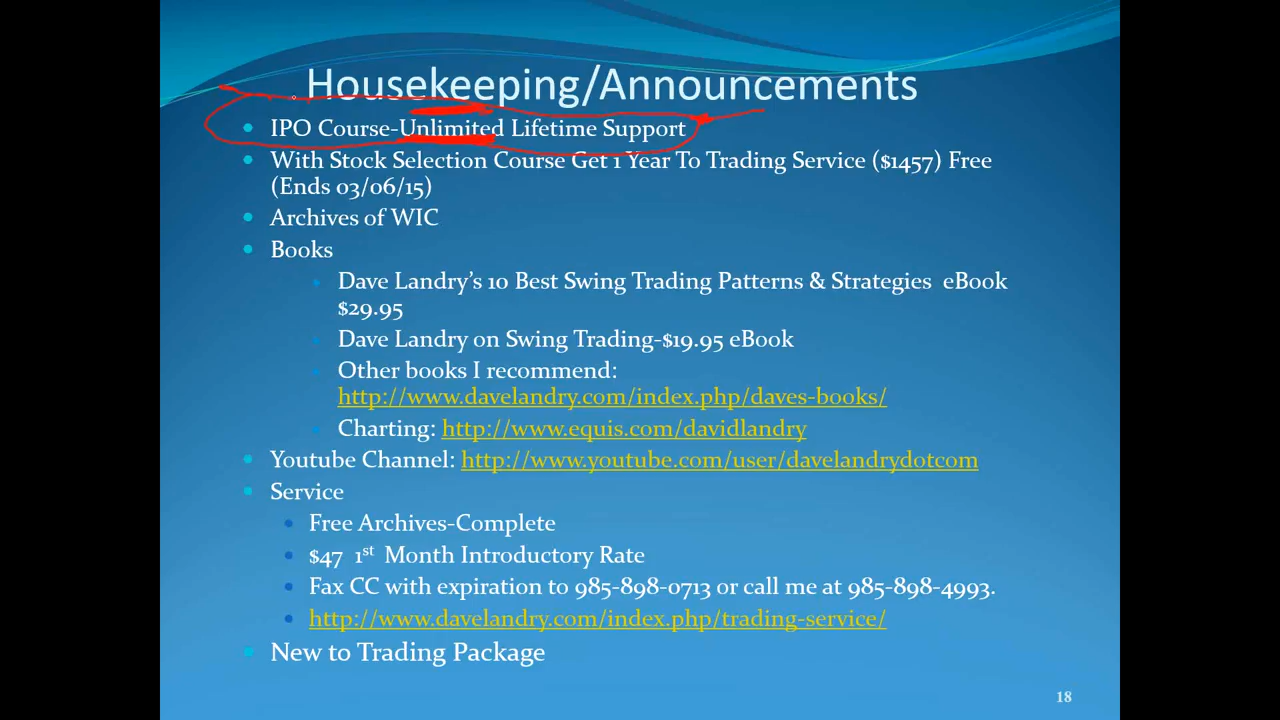 Housekeeping/Announcements
IPO Course-Unlimited Lifetime Support
With Stock Selection Course Get 1 Year To Trading Service ($1457) Free
(Ends 03/06/15)
Archives of WIC
Books
Dave Landry’s 10 Best Swing Trading Patterns & Strategies eBook
$29.95
Dave Landry on Swing Trading-$19.95 eBook
Other books I recommend:
http://www.davelandry.com/index.php/daves-books/
Charting: http://www.equis.com/davidlandry
Youtube Channel: http://www.youtube.com/user/davelandrydotcom
Service
Free Archives-Complete
$47 1st Month Introductory Rate
Fax CC with expiration to 985-898-0713 or call me at 985-898-4993.
http://www.davelandry.com/index.php/trading-service/
New to Trading Package
18